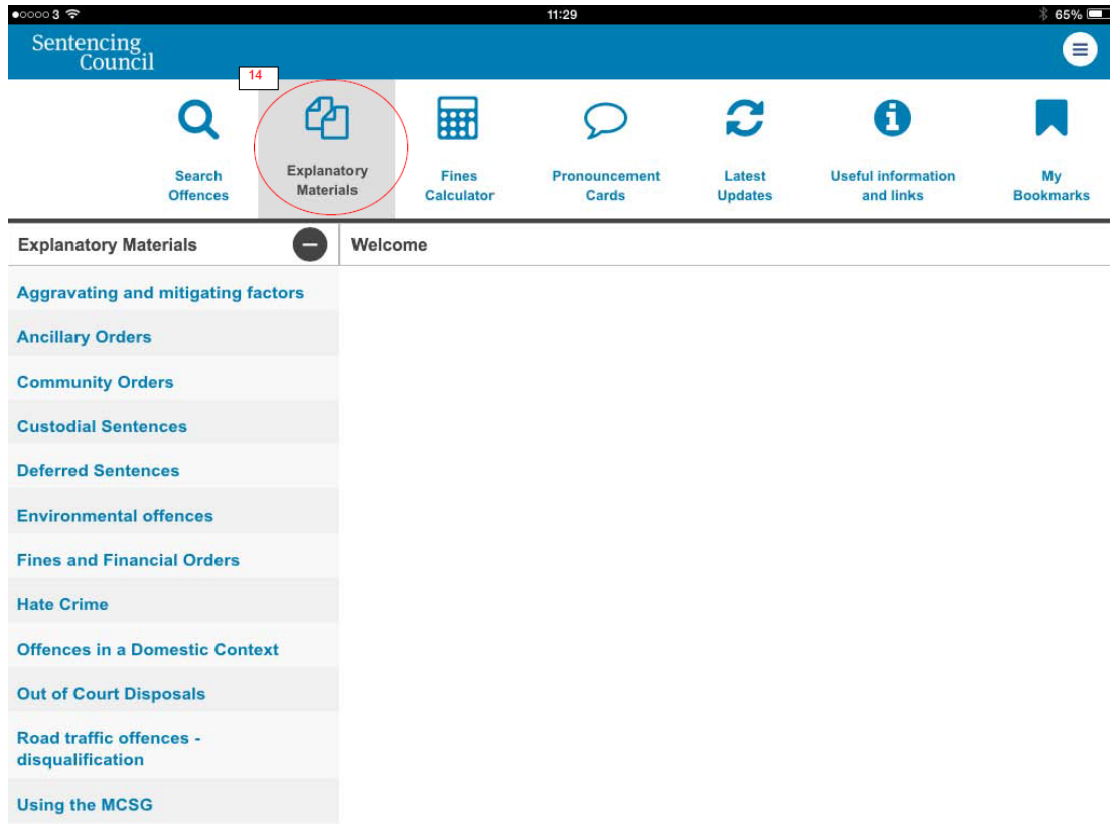 3 11:29 65%
Sentencing
Council
14
Search
Offences
Explanatory
Materials
Fines
Calculator
Pronouncement
Cards
Latest
Updates
Useful information
and links
My
Bookmarks
Explanatory Materials
Welcome
Aggravating and mitigating factors
Ancillary Orders
Community Orders
Custodial Sentences
Deferred Sentences
Environmental offences
Fines and Financial Orders
Hate Crime
Offences in a Domestic Context
Out of Court Disposals
Road traffic offences -
disqualification
Using the MCSG